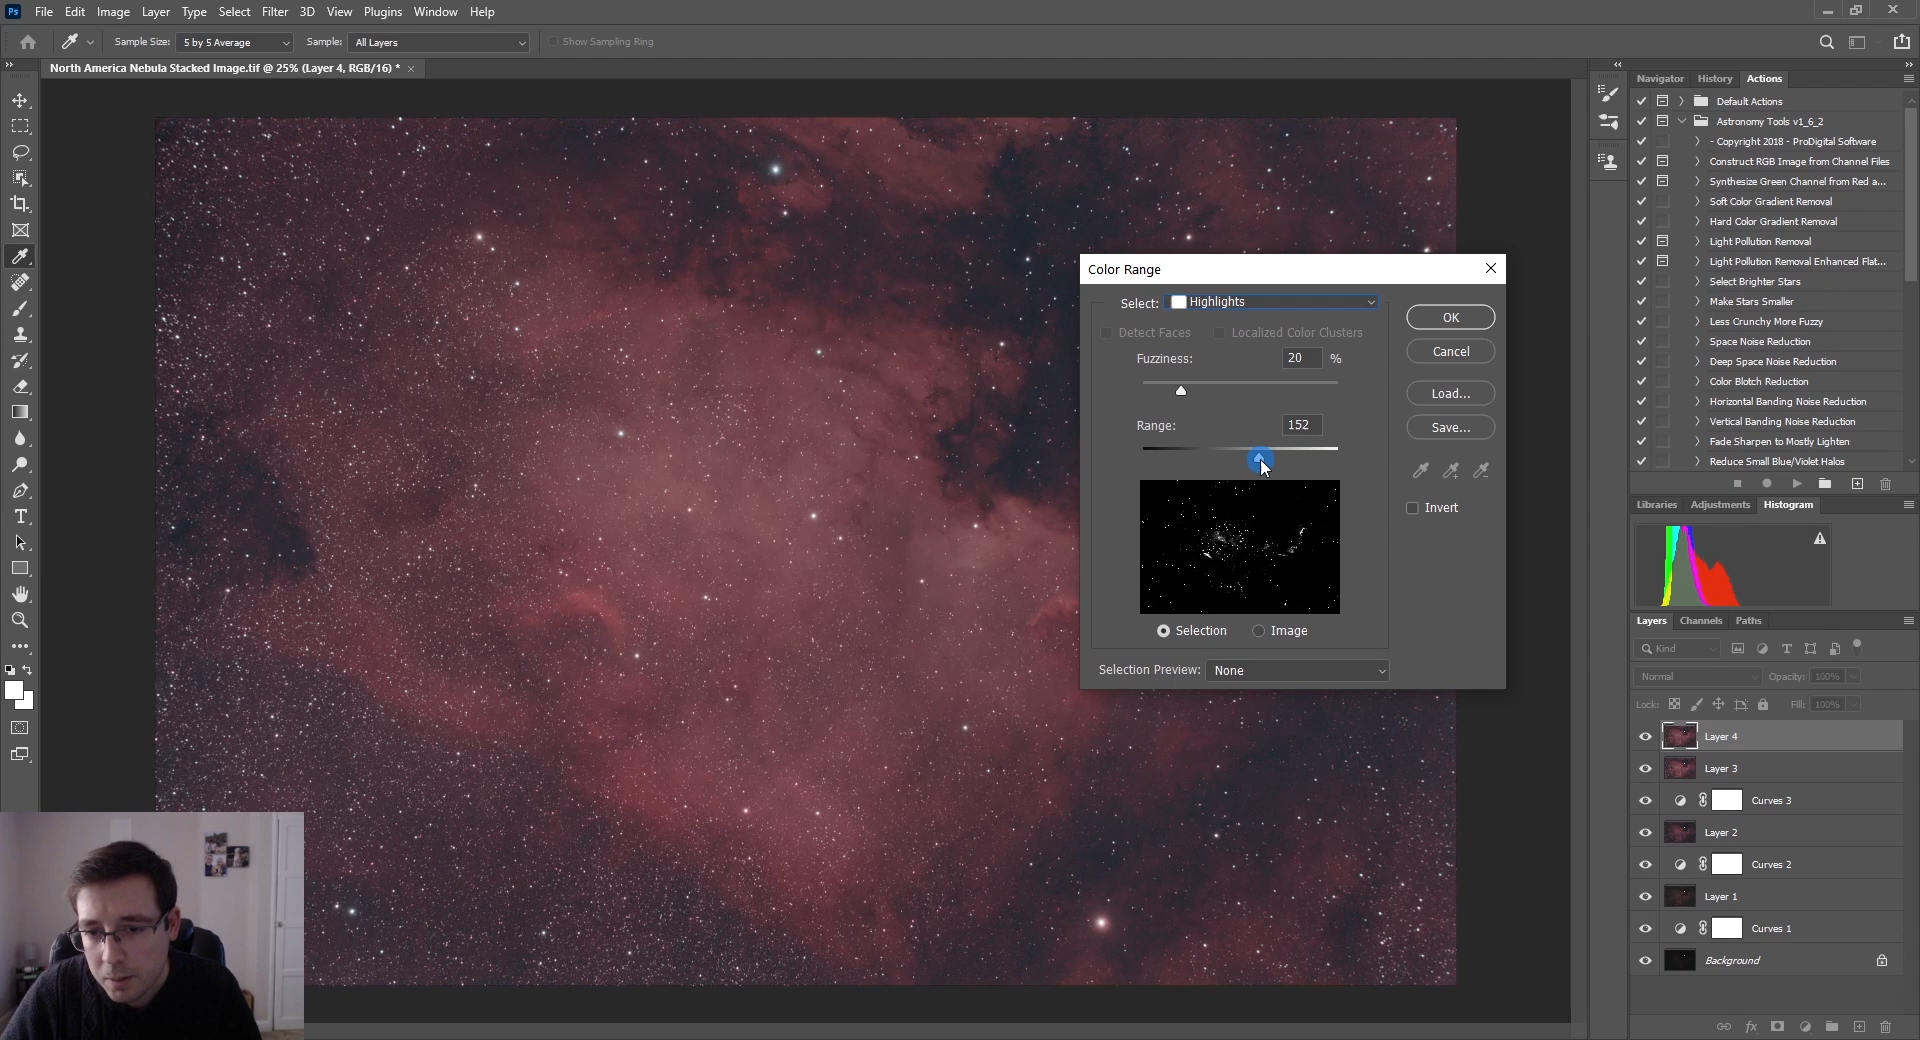 Ps File Edit Image Layer Type Select Filter 3D View Plugins Window Help
Sample Size: 5 by 5 Average Sample: All Layers Show Sampling Ring
North America Nebula Stacked Image.tif @ 25% (Layer 4, RGB/16) *
Color Range
Select: Highlights
Detect Faces Localized Color Clusters
Fuzziness: 20 %
Range: 152
Selection Image
Selection Preview: None
OK
Cancel
Load...
Save...
Invert
Navigator History Actions
Default Actions
Astronomy Tools v1_6_2
- Copyright 2018 - ProDigital Software
Construct RGB Image from Channel Files
Synthesize Green Channel from Red a...
Soft Color Gradient Removal
Hard Color Gradient Removal
Light Pollution Removal
Light Pollution Removal Enhanced Flat...
Select Brighter Stars
Make Stars Smaller
Less Crunchy More Fuzzy
Space Noise Reduction
Deep Space Noise Reduction
Color Blotch Reduction
Horizontal Banding Noise Reduction
Vertical Banding Noise Reduction
Fade Sharpen to Mostly Lighten
Reduce Small Blue/Violet Halos
Libraries Adjustments Histogram
Layers Channels Paths
Kind
Normal Opacity: 100%
Lock: Fill: 100%
Layer 4
Layer 3
Curves 3
Layer 2
Curves 2
Layer 1
Curves 1
Background